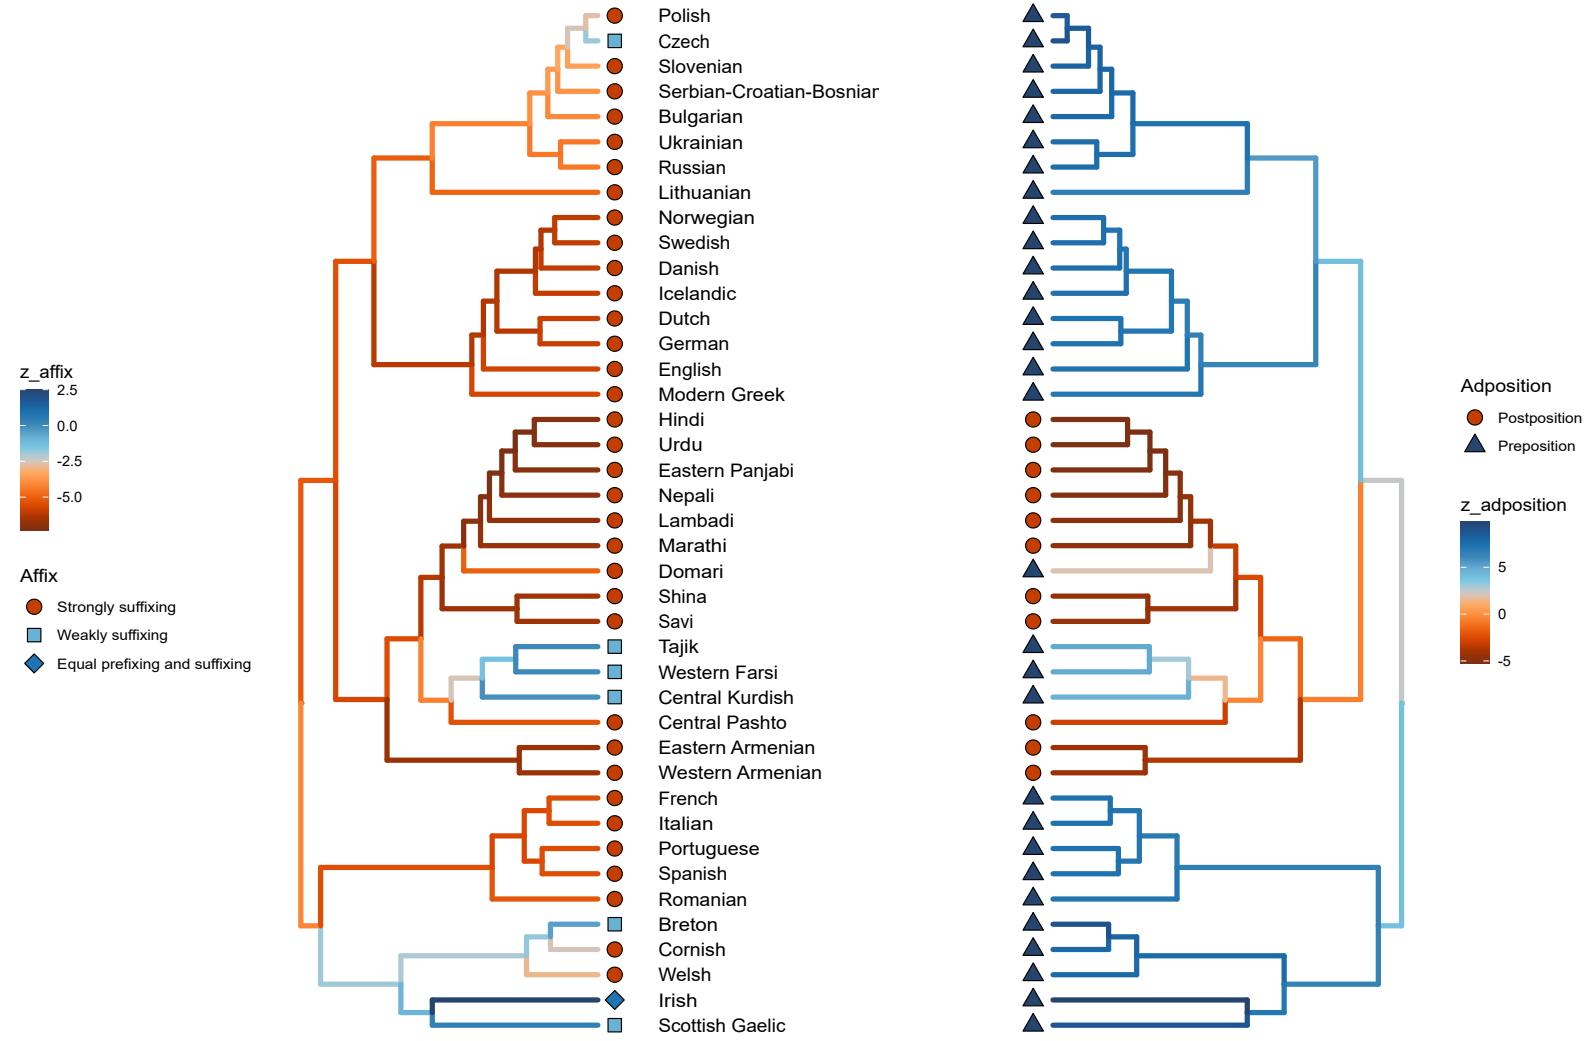 Polish
Czech
Slovenian
Serbian-Croatian-Bosniar
Bulgarian
Ukrainian
Russian
Lithuanian
Norwegian
Swedish
Danish
Icelandic
Dutch
German
English
Modern Greek
Hindi
Urdu
Eastern Panjabi
Nepali
Lambadi
Marathi
Domari
Shina
Savi
Tajik
Western Farsi
Central Kurdish
Central Pashto
Eastern Armenian
Western Armenian
French
Italian
Portuguese
Spanish
Romanian
Breton
Cornish
Welsh
Irish
Scottish Gaelic
z_affix
2.5
0.0
-2.5
-5.0
Affix
Strongly suffixing
Weakly suffixing
Equal prefixing and suffixing
Adposition
Postposition
Preposition
z_adposition
5
0
-5